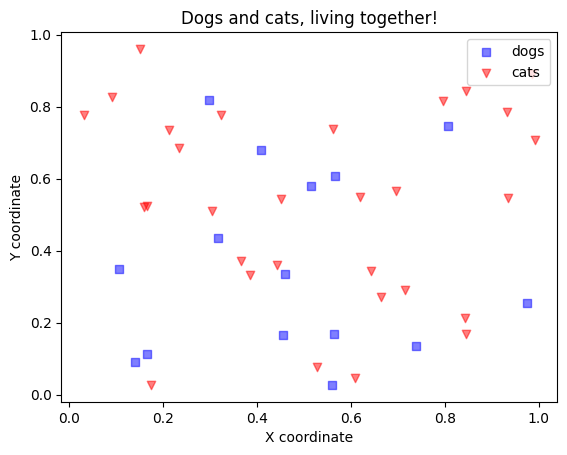 Dogs and cats, living together!
dogs
cats
1.0
0.8
0.6
0.4
0.2
0.0
Y coordinate
0.0 0.2 0.4 0.6 0.8 1.0
X coordinate